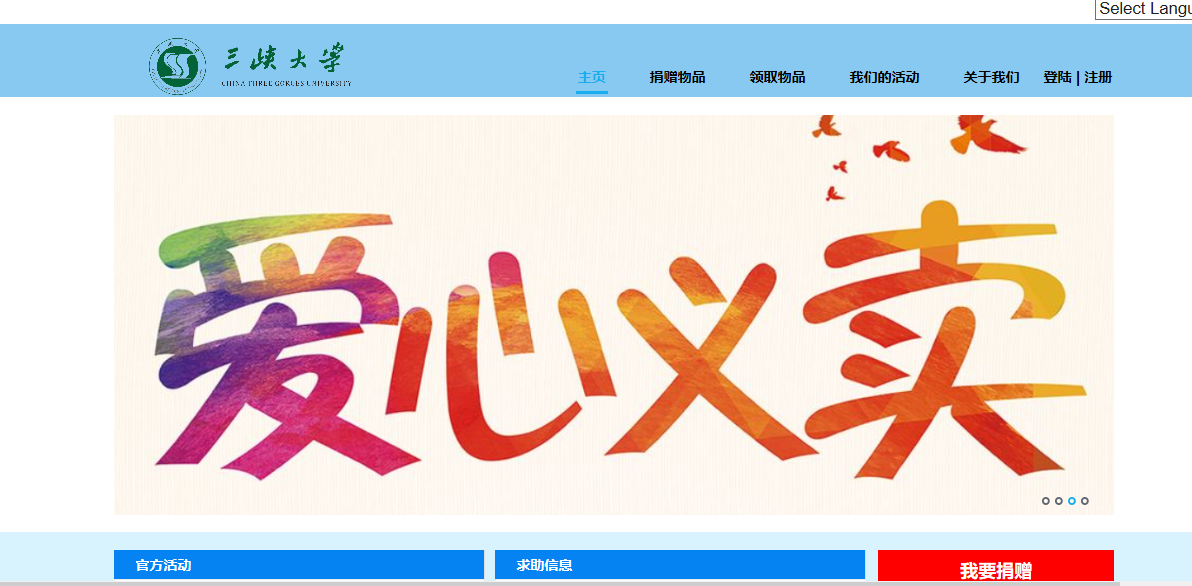 Select Langu
三峡大学
CHINA THREE GORGES UNIVERSITY
主页 捐赠物品 领取物品 我们的活动 关于我们 登陆 | 注册
爱心义卖
官方活动 求助信息 我要捐赠